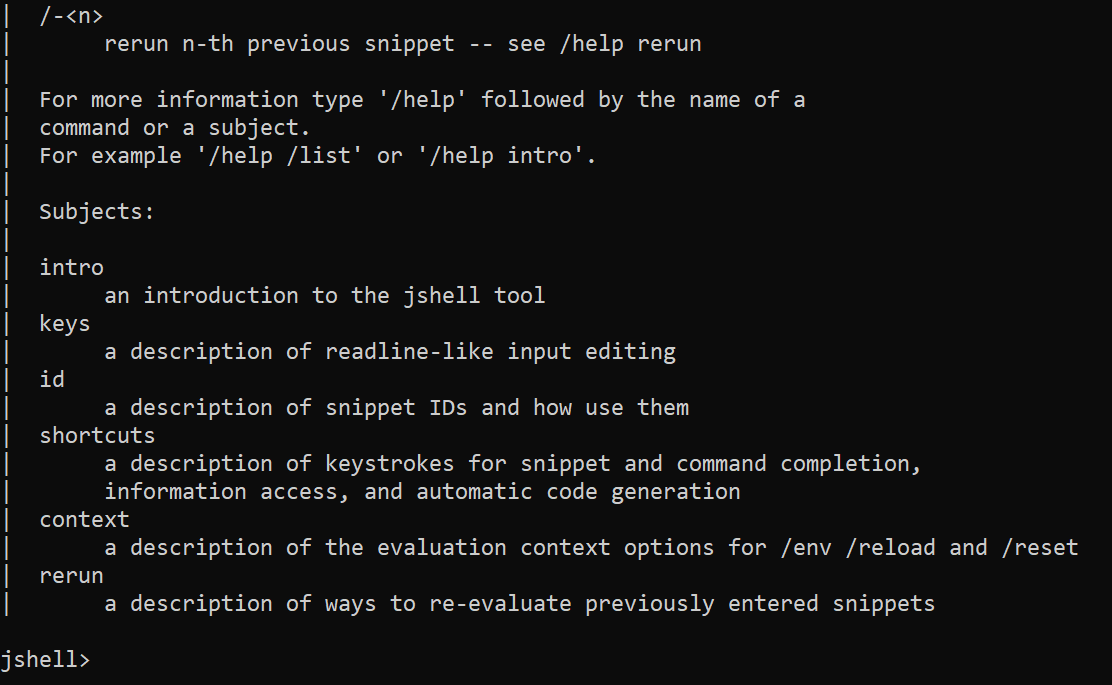 |  /-<n>
|       rerun n-th previous snippet -- see /help rerun
|
|  For more information type '/help' followed by the name of a
|  command or a subject.
|  For example '/help /list' or '/help intro'.
|
|  Subjects:
|
|  intro
|       an introduction to the jshell tool
|  keys
|       a description of readline-like input editing
|  id
|       a description of snippet IDs and how use them
|  shortcuts
|       a description of keystrokes for snippet and command completion,
|       information access, and automatic code generation
|  context
|       a description of the evaluation context options for /env /reload and /reset
|  rerun
|       a description of ways to re-evaluate previously entered snippets

jshell>